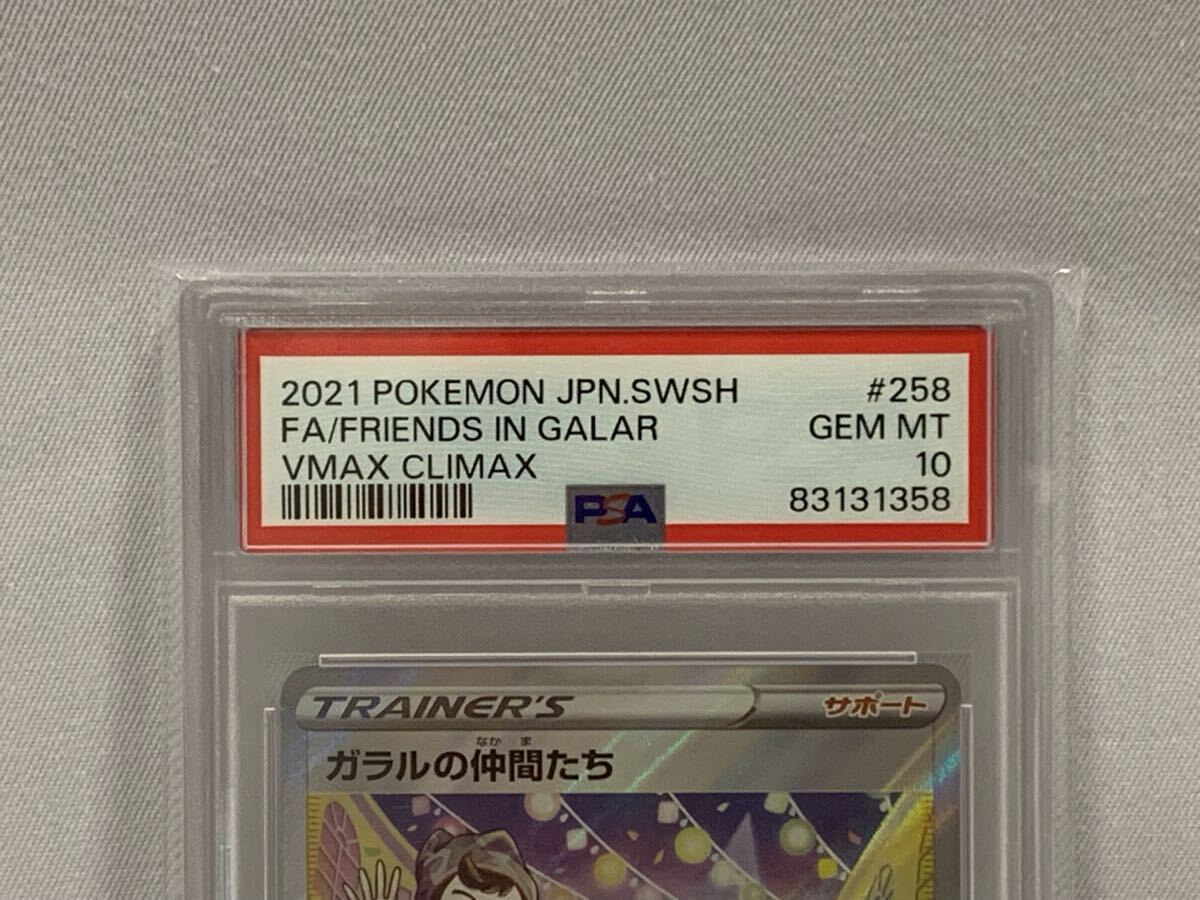 2021 POKEMON JPN.SWSH #258
FA/FRIENDS IN GALAR GEM MT
VMAX CLIMAX 10
PSA 83131358
TRAINER'S サポート
なかま
ガラルの仲間たち